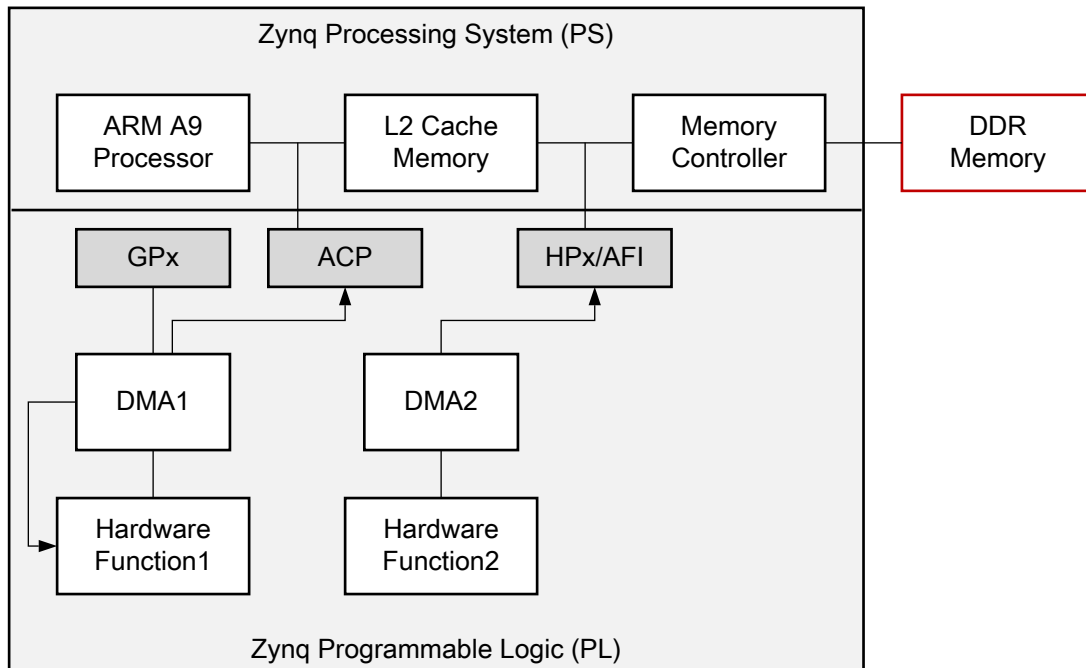 Zynq Processing System (PS)
ARM A9
Processor
L2 Cache
Memory
Memory
Controller
DDR
Memory
GPx
ACP
HPx/AFI
DMA1
DMA2
Hardware
Function1
Hardware
Function2
Zynq Programmable Logic (PL)